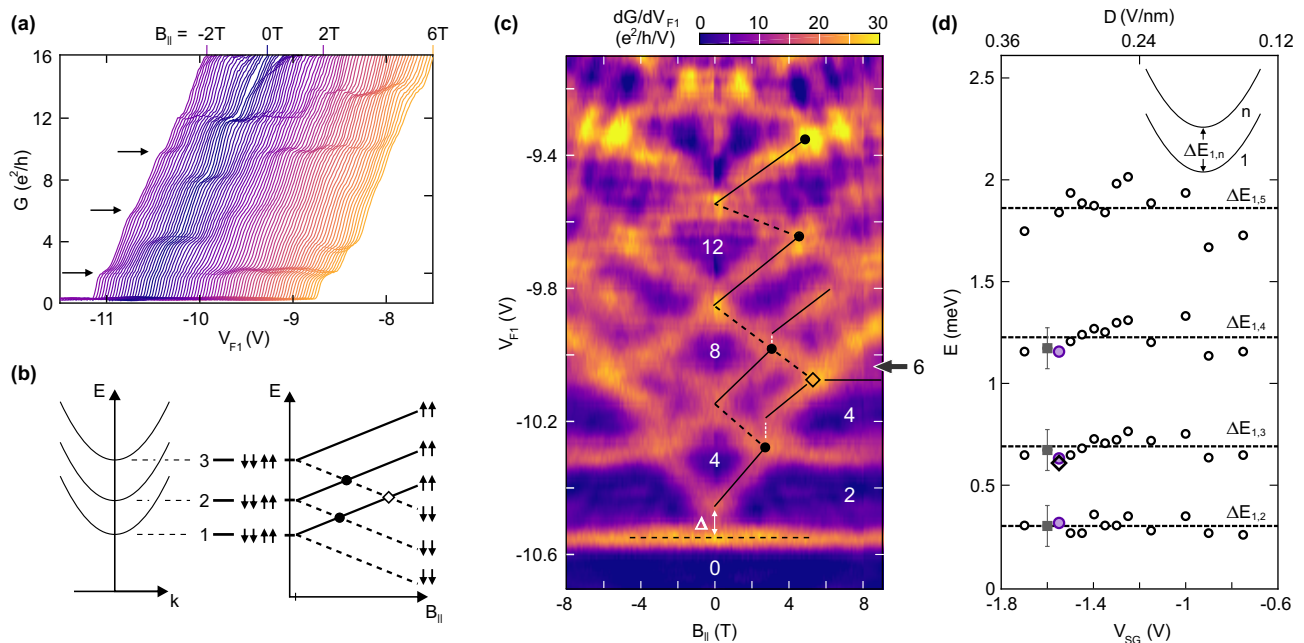 (a)
B|| = -2T 0T 2T 6T
16
12
8
4
0
G (e²/h)
-11 -10 -9 -8
V_F1 (V)
(b)
E
k
E
3 ↓↓↑↑
2 ↓↓↑↑
1 ↓↓↑↑
↑↑
↑↑
↑↑
↓↓
↓↓
↓↓
B||
(c)
dG/dV_F1
(e²/h/V)
0 10 20 30
-9.4
-9.8
-10.2
-10.6
V_F1 (V)
12
8
6
4
4
2
Δ
0
-8 -4 0 4 8
B|| (T)
(d)
D (V/nm)
0.36 0.24 0.12
2.5
2
1.5
1
0.5
0
E (meV)
n
ΔE1,n
1
ΔE1,5
ΔE1,4
ΔE1,3
ΔE1,2
-1.8 -1.4 -1 -0.6
V_SG (V)